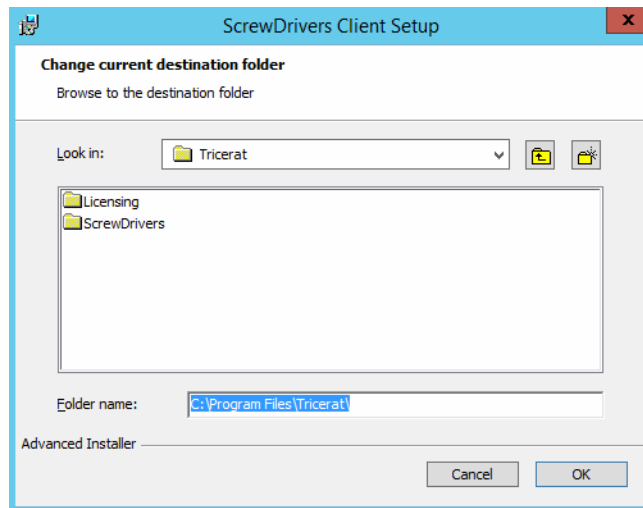 ScrewDrivers Client Setup
x
Change current destination folder
Browse to the destination folder
Look in:
Tricerat
Licensing
ScrewDrivers
Folder name:
C:\Program Files\Tricerat\
Advanced Installer
Cancel
OK